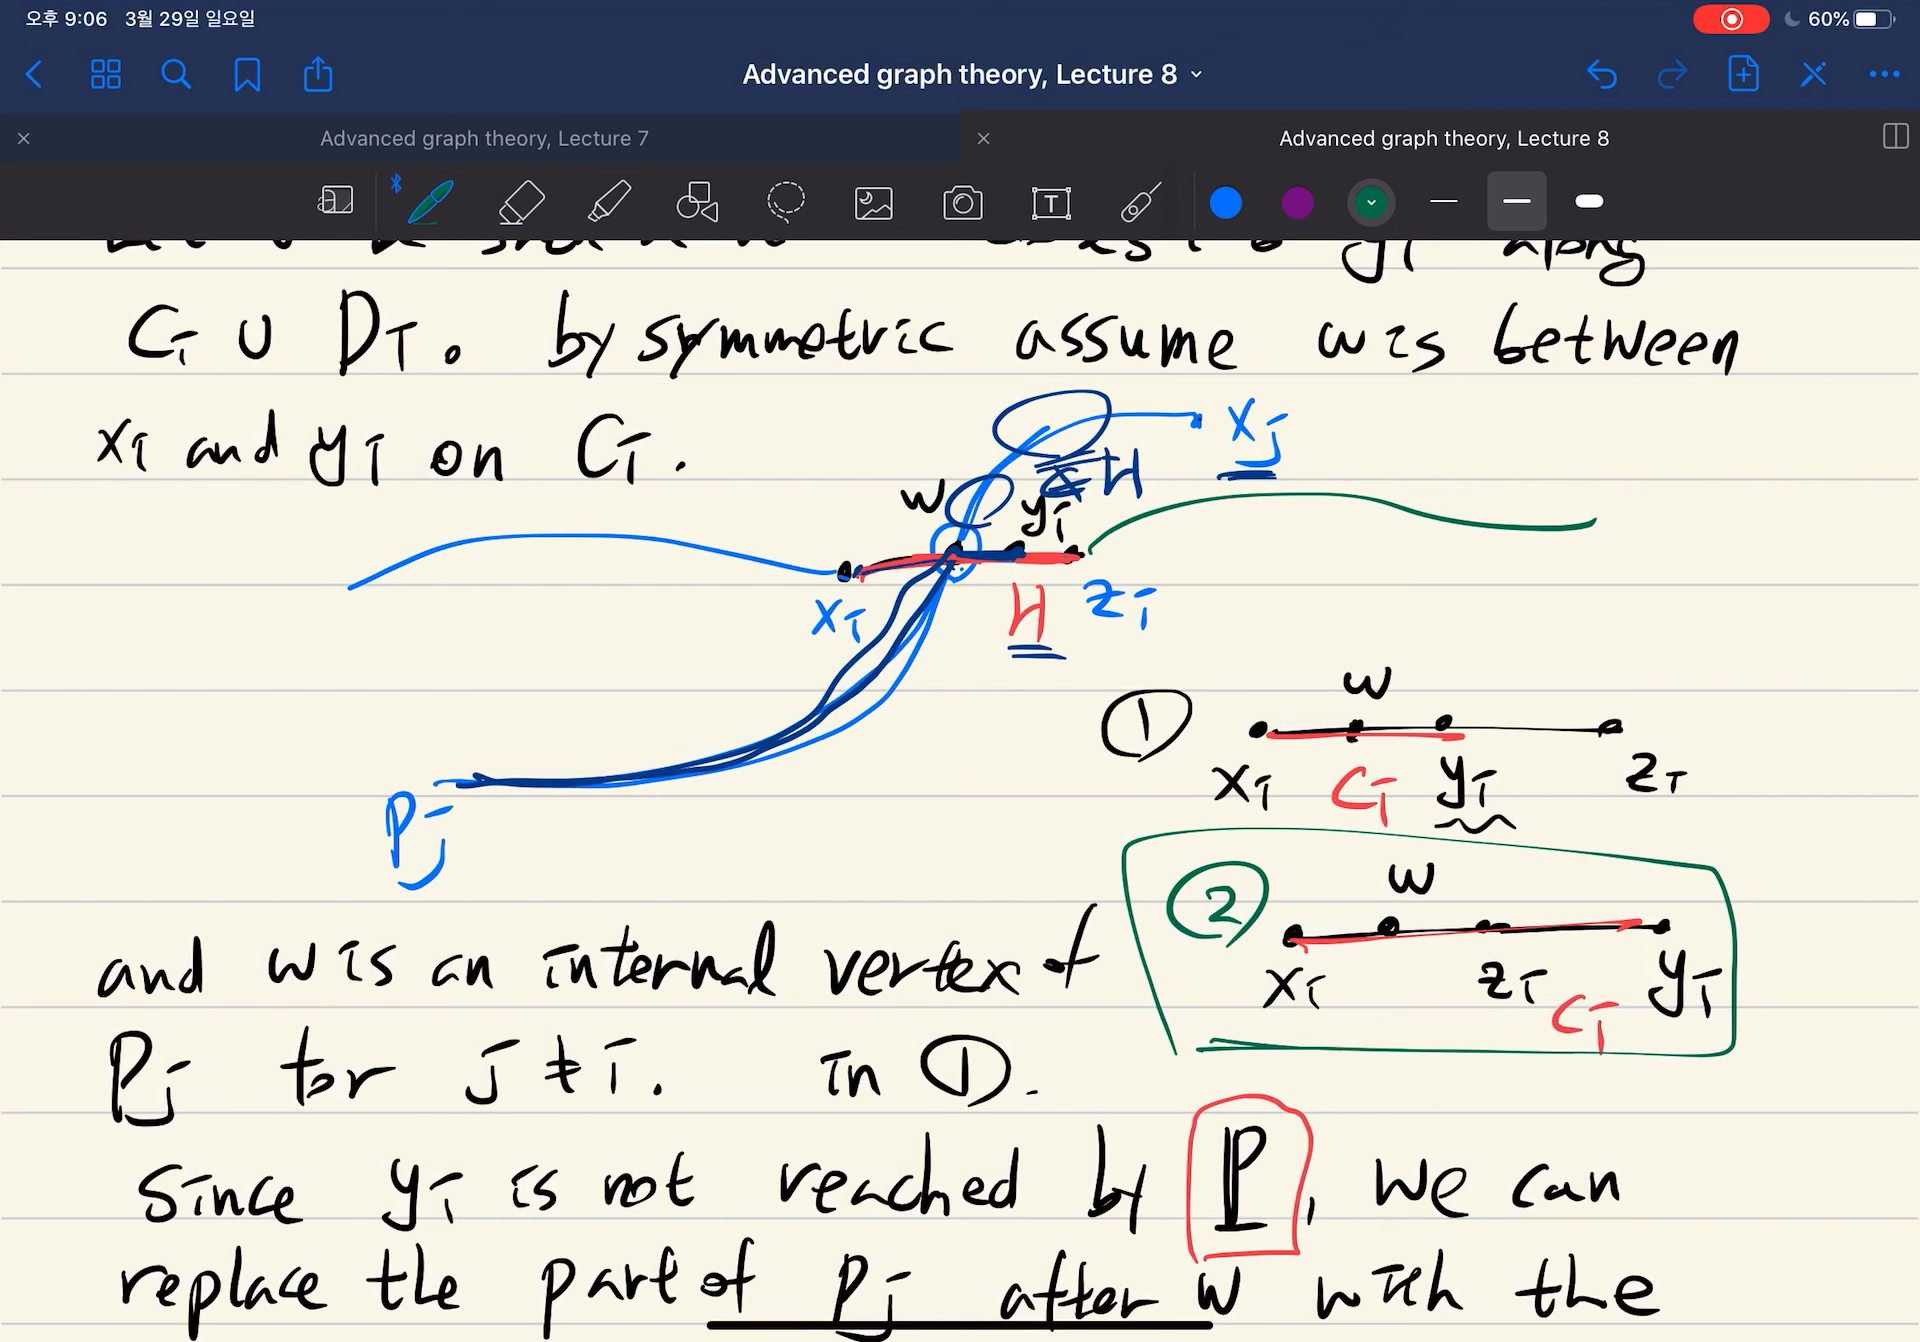 오후 9:06 3월 29일 일요일
60%
Advanced graph theory, Lecture 8
Advanced graph theory, Lecture 7
Advanced graph theory, Lecture 8
yᵢ along
Cᵢ ∪ Dᵢ. by symmetric assume w is between
xᵢ and yᵢ on Cᵢ.
xⱼ
H
w
yᵢ
xᵢ
H
zᵢ
Pⱼ
① w
xᵢ Cᵢ yᵢ zᵢ
② w
xᵢ zᵢ yᵢ
Cᵢ
and w is an internal vertex of
Pⱼ for j ≠ i. in ①.
Since yᵢ is not reached by ℙ, we can
replace the part of Pⱼ after w with the